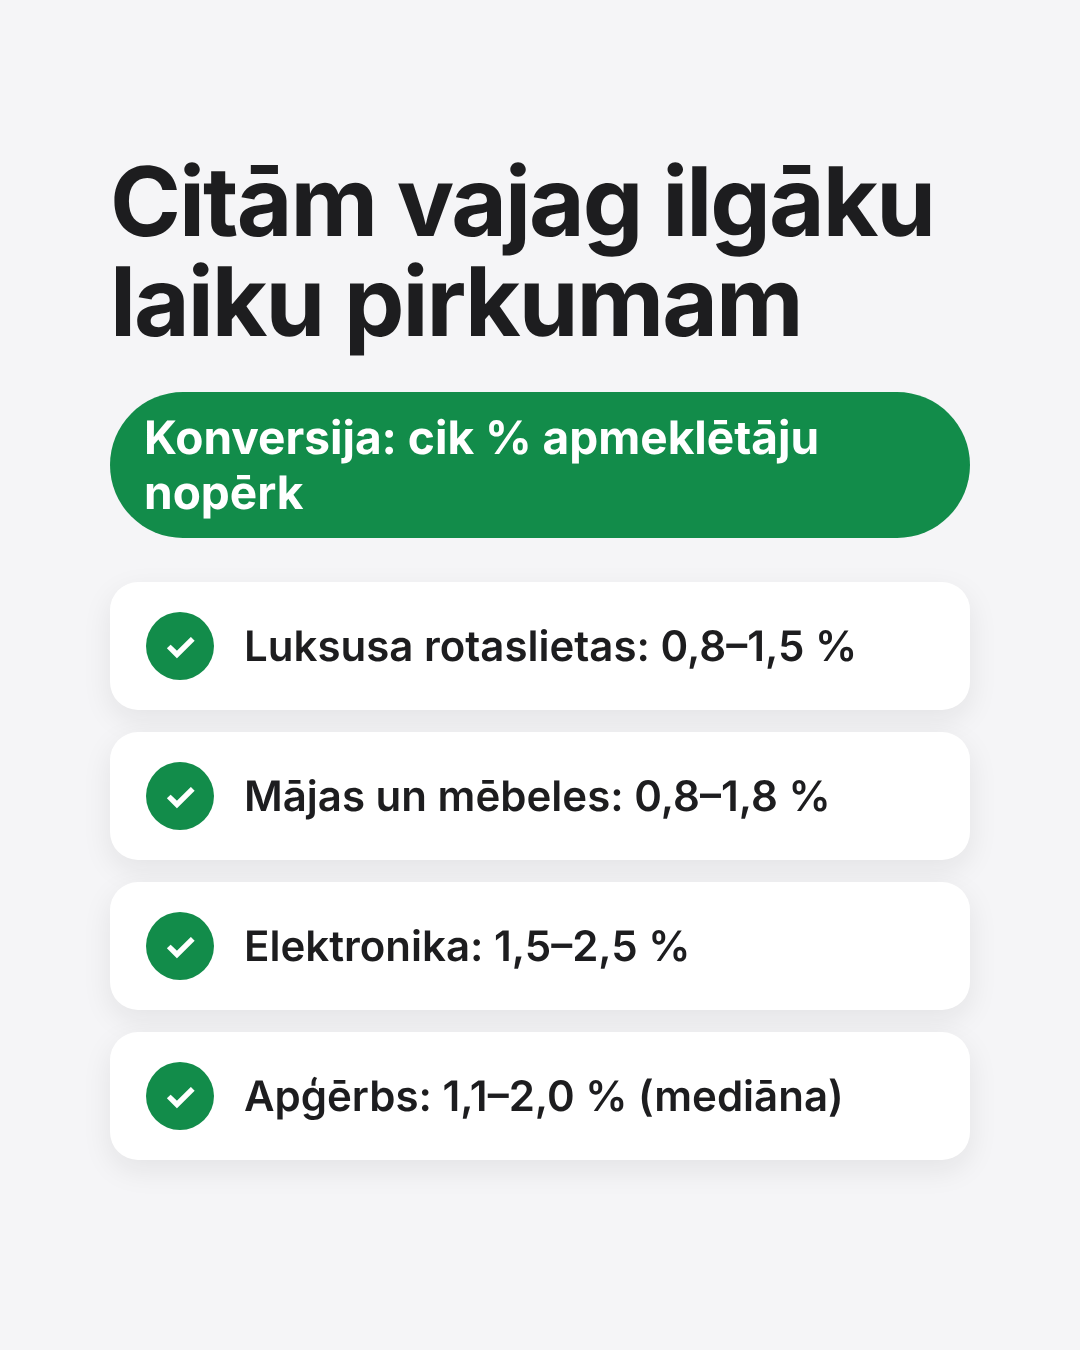 Citām vajag ilgāku
laiku pirkumam
Konversija: cik % apmeklētāju
nopērk
Luksusa rotaslietas: 0,8–1,5 %
Mājas un mēbeles: 0,8–1,8 %
Elektronika: 1,5–2,5 %
Apģērbs: 1,1–2,0 % (mediāna)